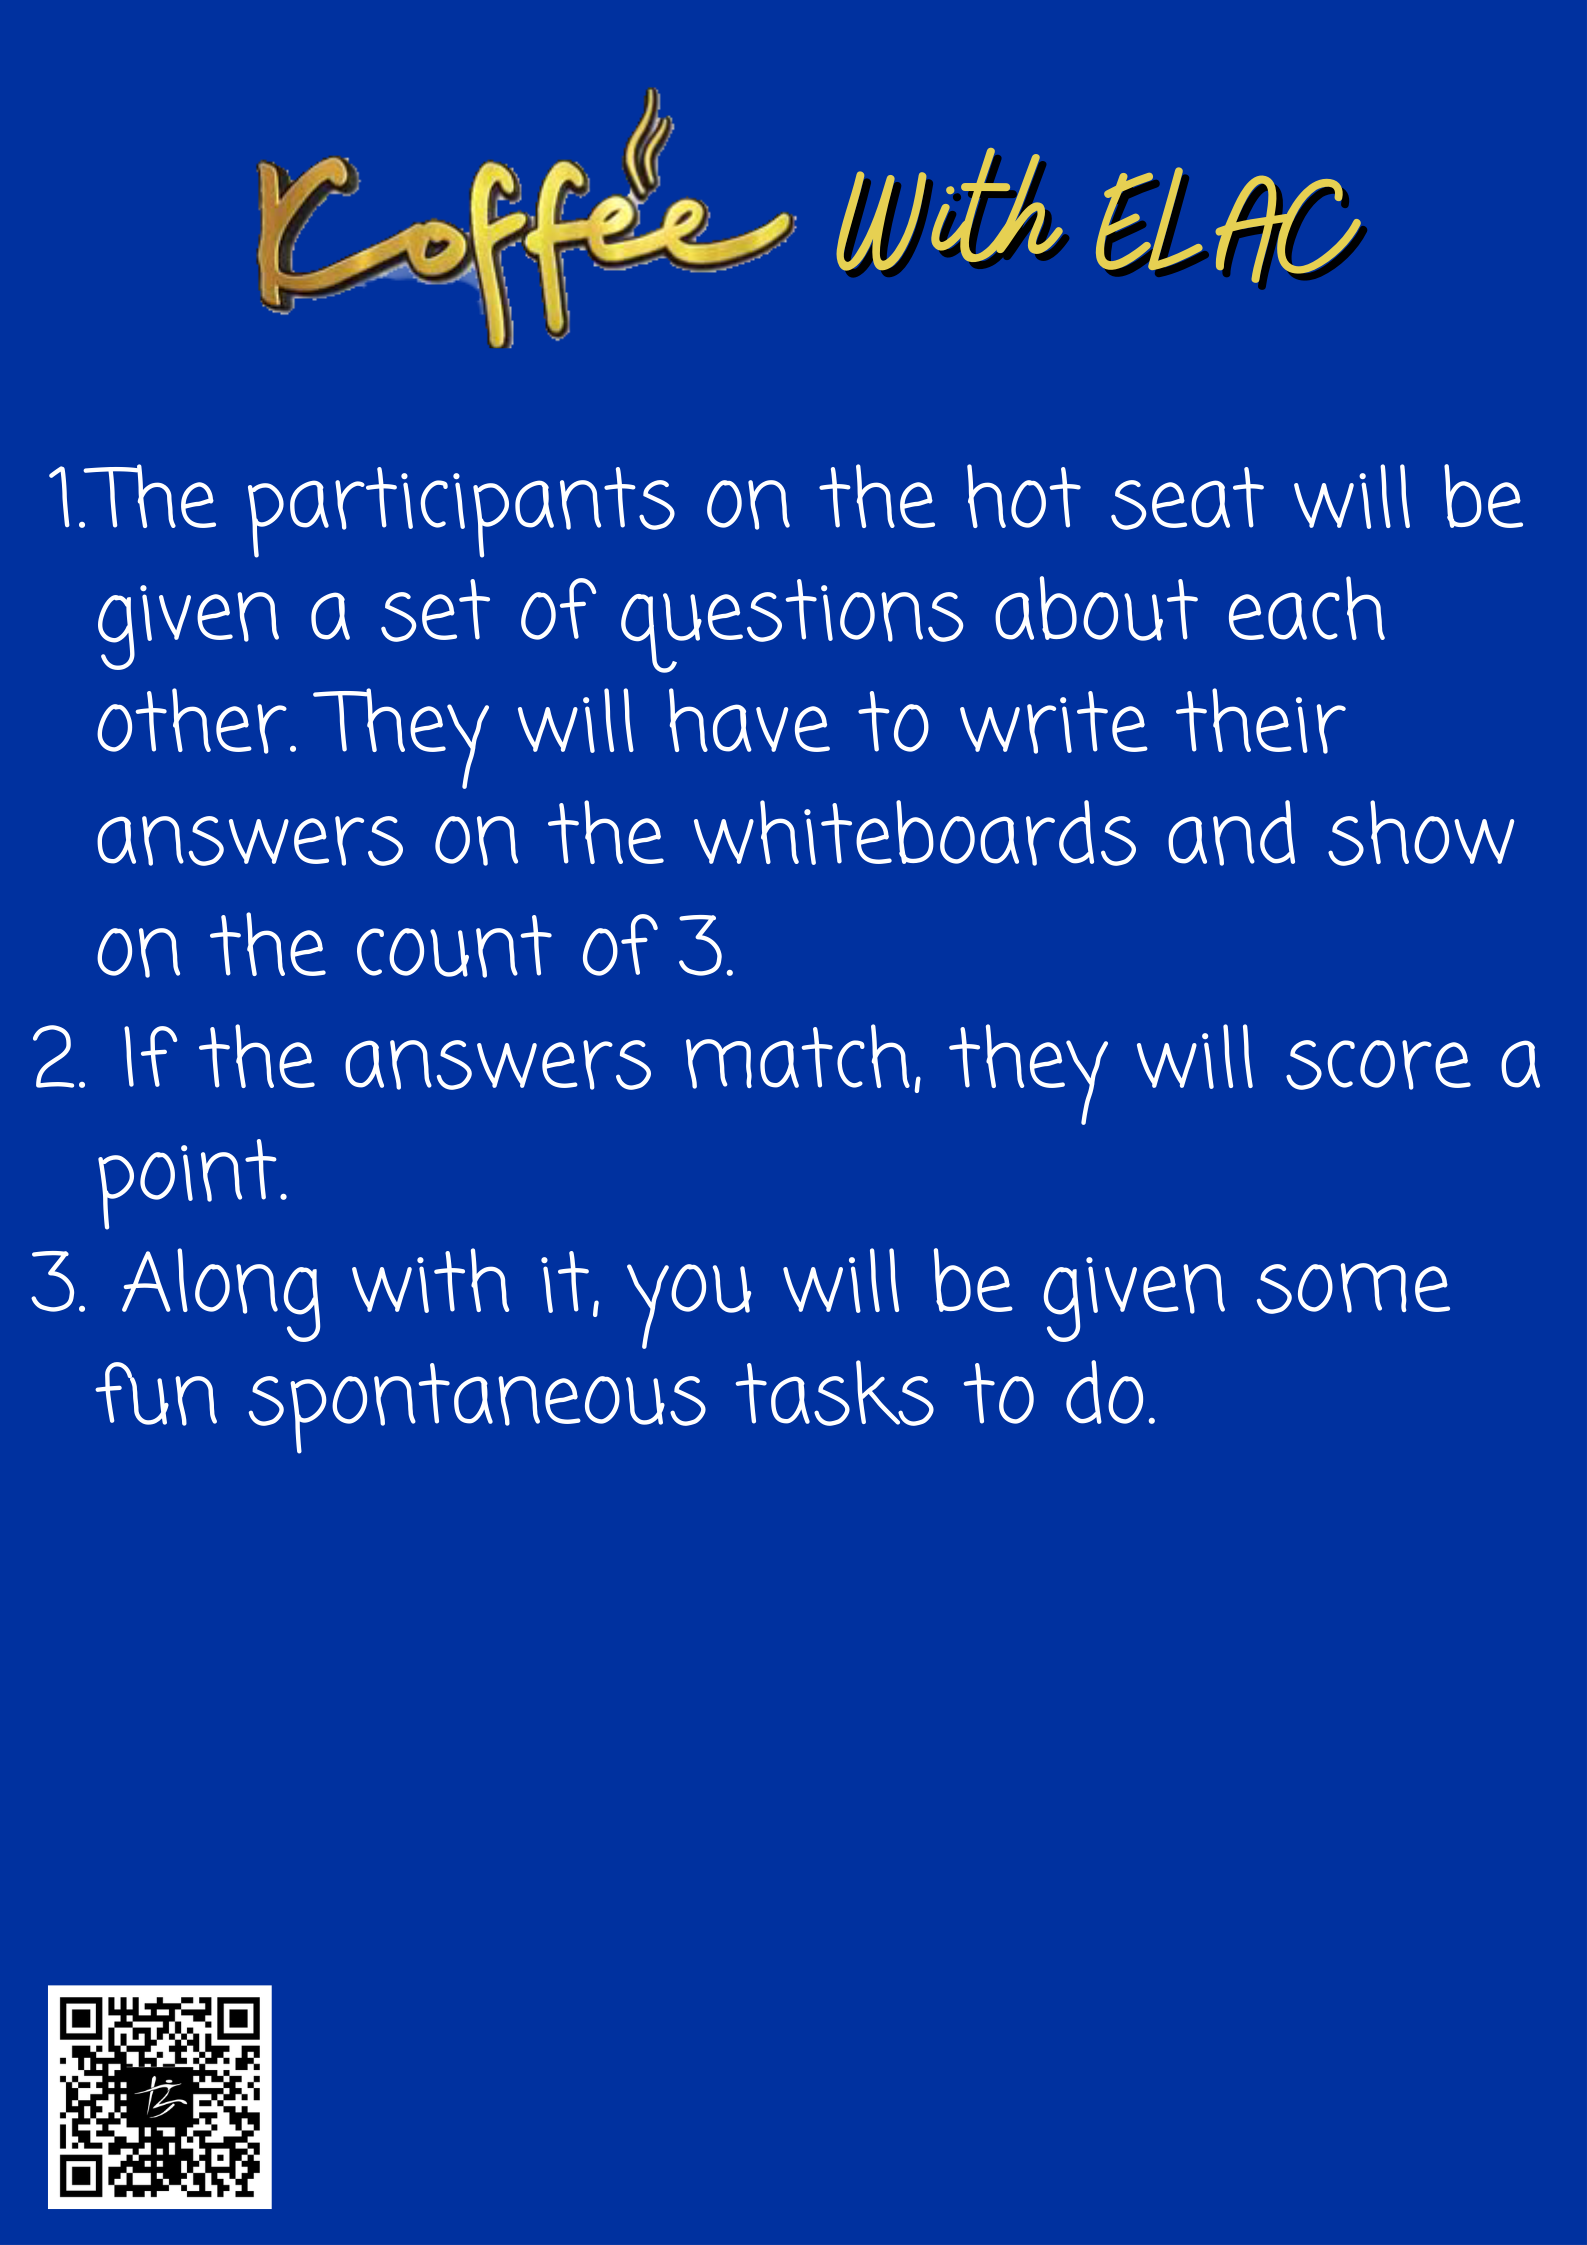 Koffee With ELAC
1.The participants on the hot seat will be
given a set of questions about each
other. They will have to write their
answers on the whiteboards and show
on the count of 3.
2. If the answers match, they will score a
point.
3. Along with it, you will be given some
fun spontaneous tasks to do.